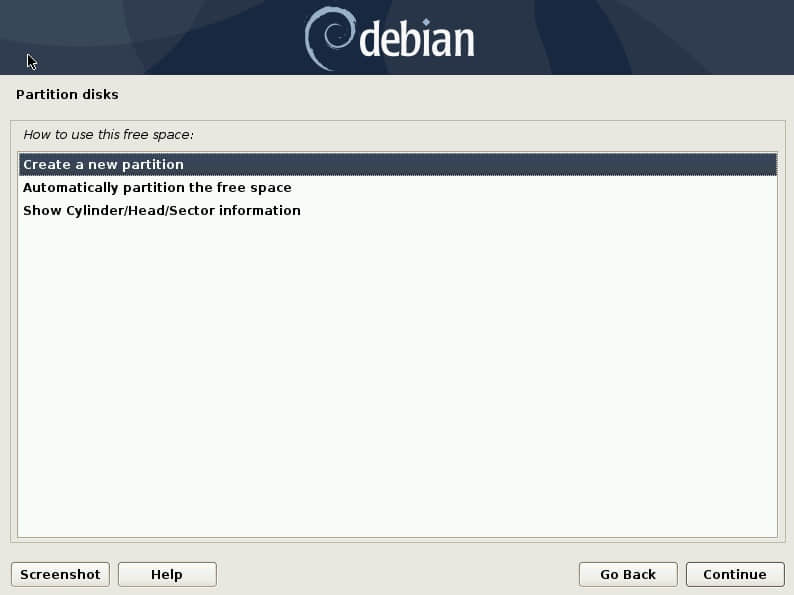 debian
Partition disks
How to use this free space:
Create a new partition
Automatically partition the free space
Show Cylinder/Head/Sector information
Screenshot Help Go Back Continue